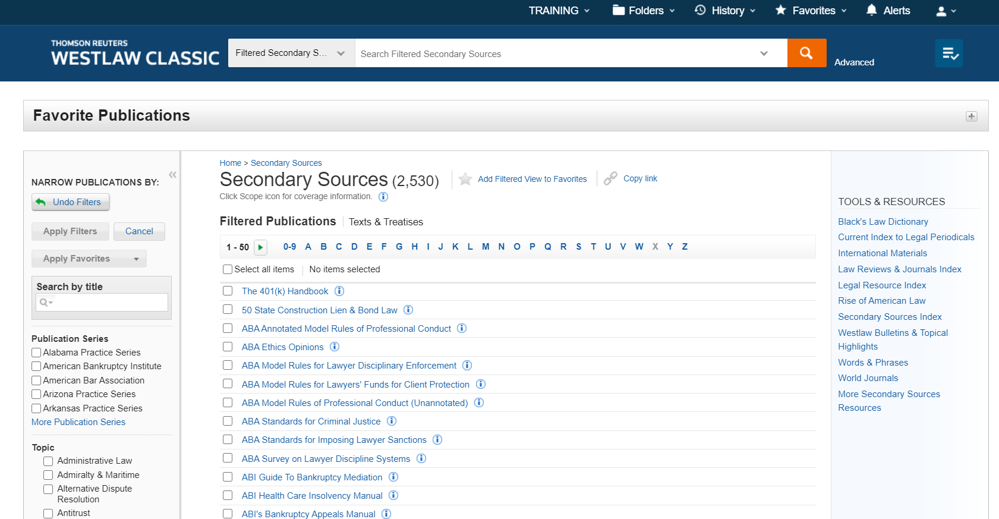 TRAINING Folders History Favorites Alerts
THOMSON REUTERS
WESTLAW CLASSIC
Filtered Secondary S... Search Filtered Secondary Sources
Advanced
Favorite Publications
NARROW PUBLICATIONS BY:
Undo Filters
Apply Filters Cancel
Apply Favorites
Search by title
Publication Series
Alabama Practice Series
American Bankruptcy Institute
American Bar Association
Arizona Practice Series
Arkansas Practice Series
More Publication Series
Topic
Administrative Law
Admiralty & Maritime
Alternative Dispute
Resolution
Antitrust
Home > Secondary Sources
Secondary Sources (2,530) Add Filtered View to Favorites Copy link
Click Scope icon for coverage information.
Filtered Publications Texts & Treatises
1 - 50 0-9 A B C D E F G H I J K L M N O P Q R S T U V W X Y Z
Select all items No items selected
The 401(k) Handbook
50 State Construction Lien & Bond Law
ABA Annotated Model Rules of Professional Conduct
ABA Ethics Opinions
ABA Model Rules for Lawyer Disciplinary Enforcement
ABA Model Rules for Lawyers' Funds for Client Protection
ABA Model Rules of Professional Conduct (Unannotated)
ABA Standards for Criminal Justice
ABA Standards for Imposing Lawyer Sanctions
ABA Survey on Lawyer Discipline Systems
ABI Guide To Bankruptcy Mediation
ABI Health Care Insolvency Manual
ABI's Bankruptcy Appeals Manual
TOOLS & RESOURCES
Black's Law Dictionary
Current Index to Legal Periodicals
International Materials
Law Reviews & Journals Index
Legal Resource Index
Rise of American Law
Secondary Sources Index
Westlaw Bulletins & Topical
Highlights
Words & Phrases
World Journals
More Secondary Sources
Resources